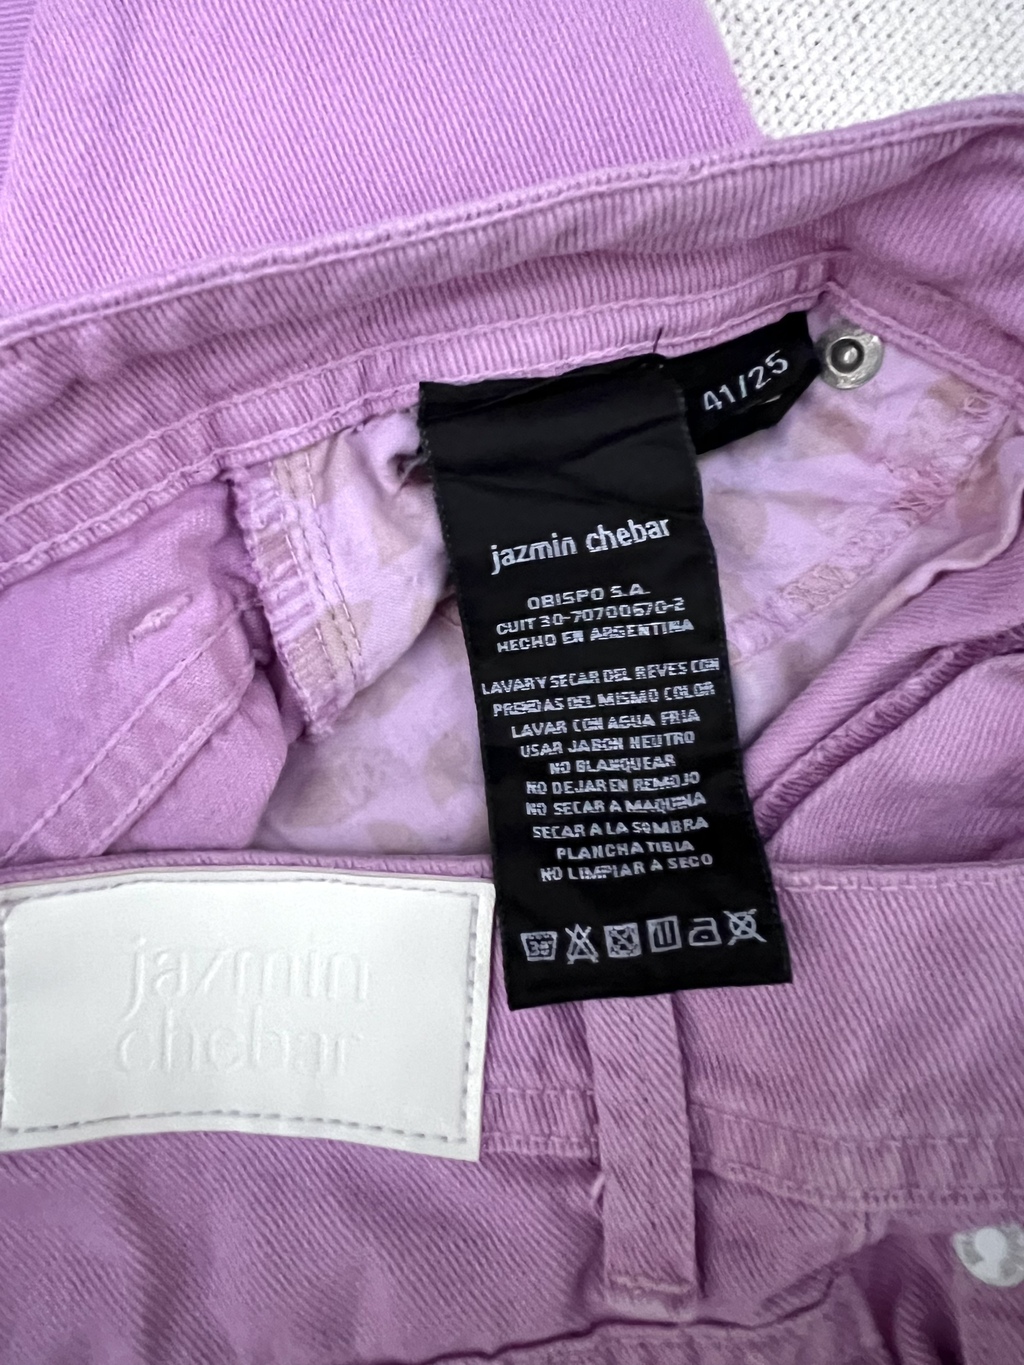 41/25
jazmin chebar
OBISPO S.A.
CUIT 30-70700670-2
HECHO EN ARGENTINA
LAVAR Y SECAR DEL REVES CON
PRENDAS DEL MISMO COLOR
LAVAR CON AGUA FRIA
USAR JABON NEUTRO
NO BLANQUEAR
NO DEJAR EN REMOJO
NO SECAR A MAQUINA
SECAR A LA SOMBRA
PLANCHA TIBIA
NO LIMPIAR A SECO
30°
jazmin
chebar